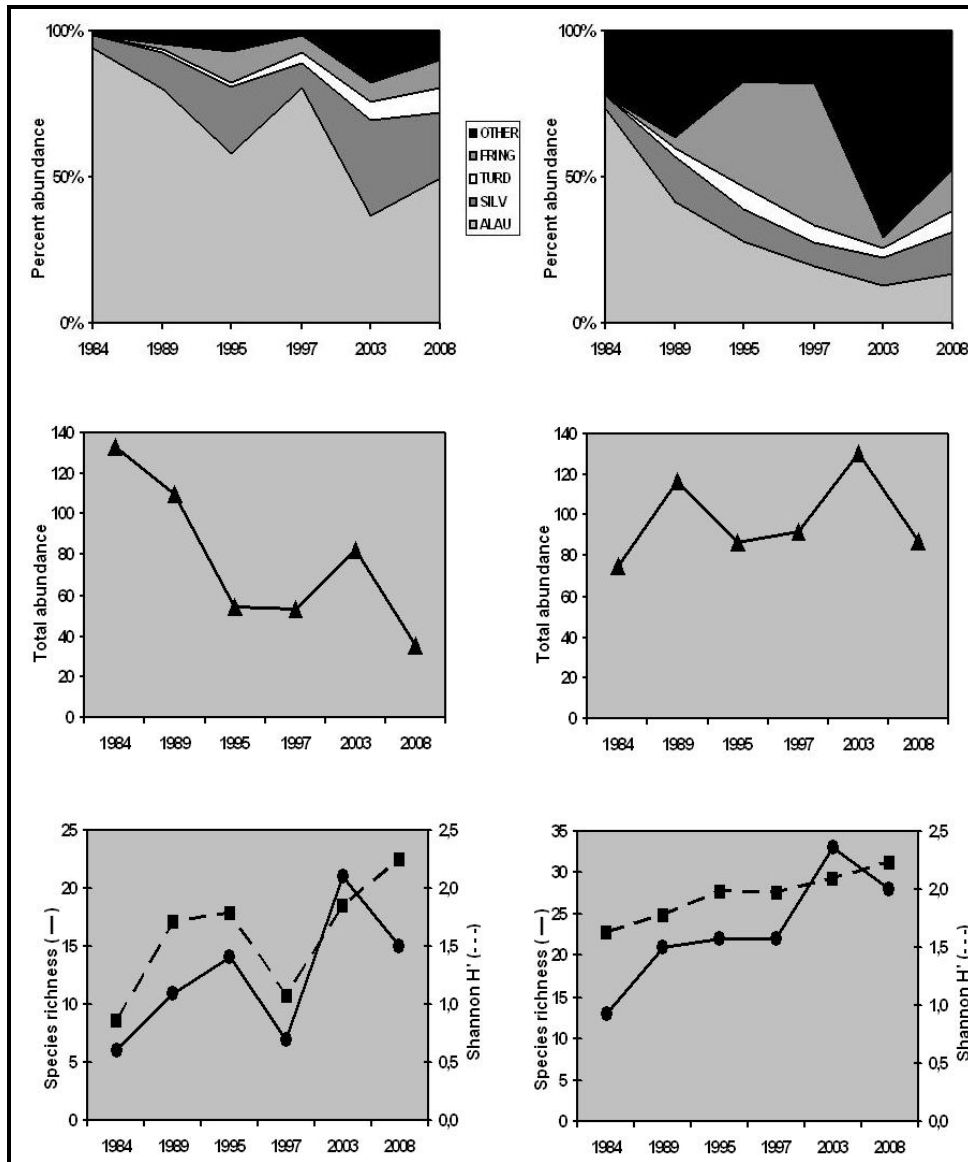 Percent abundance
100%
50%
0%
1984 1989 1995 1997 2003 2008
OTHER
FRING
TURD
SILV
ALAU
Percent abundance
100%
50%
0%
1984 1989 1995 1997 2003 2008
Total abundance
140
120
100
80
60
40
20
0
1984 1989 1995 1997 2003 2008
Total abundance
140
120
100
80
60
40
20
0
1984 1989 1995 1997 2003 2008
Species richness (—)
25
20
15
10
5
0
2,5
2,0
1,5
1,0
0,5
0,0
Shannon H' (- - -)
1984 1989 1995 1997 2003 2008
Species richness (—)
35
30
25
20
15
10
5
0
2,5
2,0
1,5
1,0
0,5
0,0
Shannon H' (- - -)
1984 1989 1995 1997 2003 2008